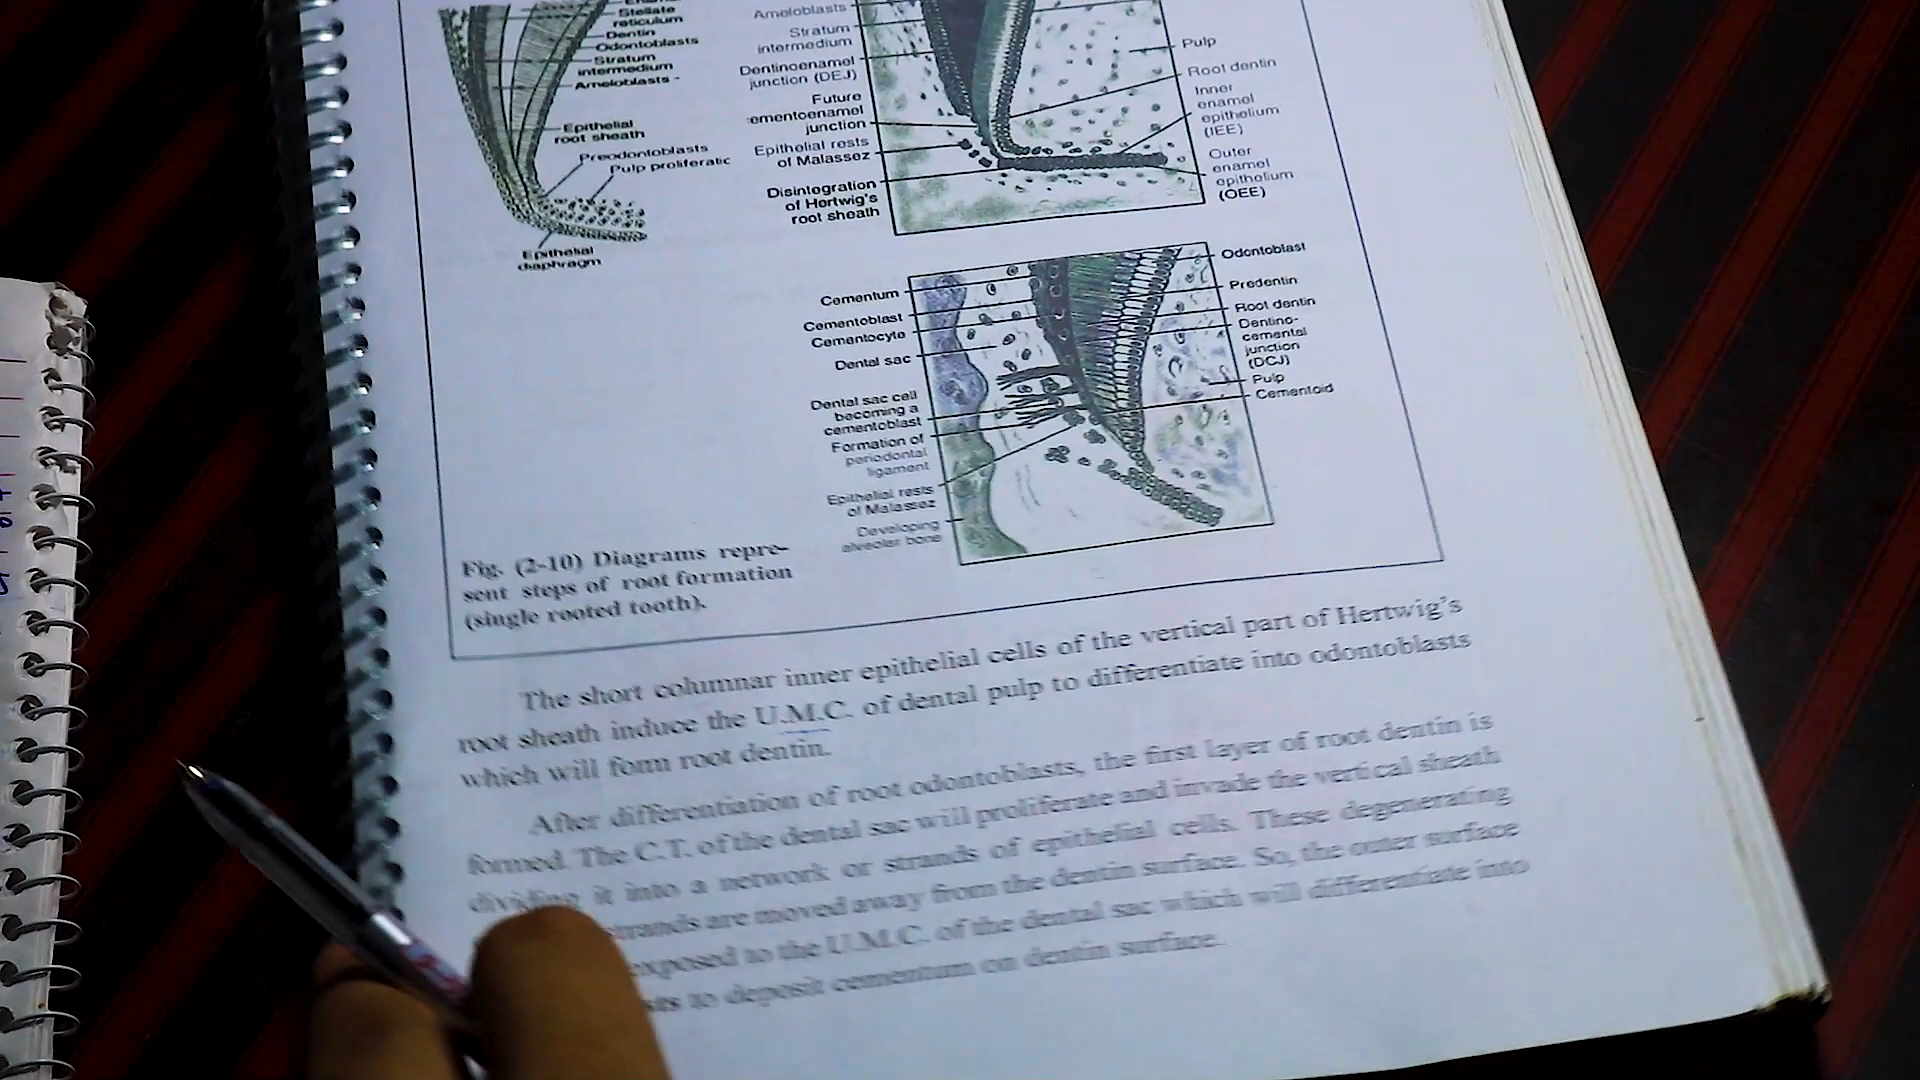 Stellate
reticulum
Dentin
Odontoblasts
Stratum
intermedium
Ameloblasts -
Epithelial
root sheath
Preodontoblasts
Pulp proliferatic
Epithelial
diaphragm
Ameloblasts
Stratum
intermedium
Dentinoenamel
junction (DEJ)
Future
:ementoenamel
junction
Epithelial rests
of Malassez
Disintegration
of Hertwig's
root sheath
Pulp
Root dentin
Inner
enamel
epithelium
(IEE)
Outer
enamel
epithelium
(OEE)
Cementum
Cementoblast
Cementocyte
Dental sac
Dental sac cell
becoming a
cementoblast
Formation of
periodontal
ligament
Epithelial rests
of Malassez
Developing
alveolar bone
Odontoblast
Predentin
Root dentin
Dentino-
cemental
junction
(DCJ)
Pulp
Cementoid
Fig. (2-10) Diagrams repre-
sent steps of root formation
(single rooted tooth).
The short columnar inner epithelial cells of the vertical part of Hertwig's
root sheath induce the U.M.C. of dental pulp to differentiate into odontoblasts
which will form root dentin.
After differentiation of root odontoblasts, the first layer of root dentin is
formed. The C.T. of the dental sac will proliferate and invade the vertical sheath
dividing it into a network or strands of epithelial cells. These degenerating
strands are moved away from the dentin surface. So, the outer surface
exposed to the U.M.C. of the dental sac which will differentiate into
sts to deposit cementum on dentin surface.